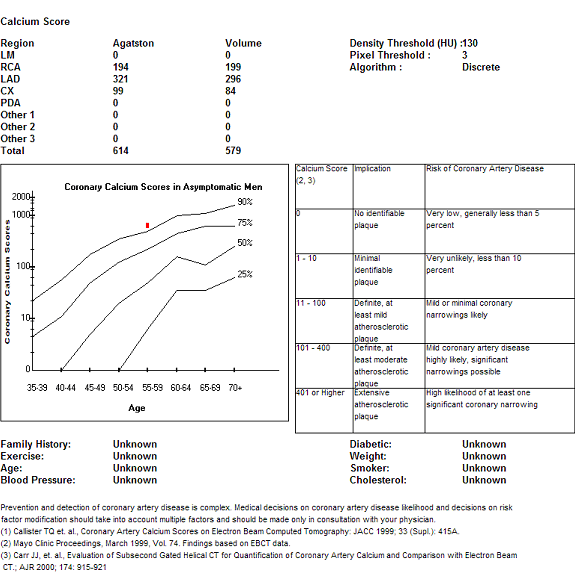 Calcium Score
Region Agatston Volume Density Threshold (HU) :130
LM 0 0 Pixel Threshold : 3
RCA 194 199 Algorithm : Discrete
LAD 321 296
CX 99 84
PDA 0 0
Other 1 0 0
Other 2 0 0
Other 3 0 0
Total 614 579
Coronary Calcium Scores in Asymptomatic Men
Coronary Calcium Scores
2000
1000
100
10
0
90%
75%
50%
25%
35-39 40-44 45-49 50-54 55-59 60-64 65-69 70+
Age
Calcium Score Implication Risk of Coronary Artery Disease
(2, 3)
0 No identifiable Very low, generally less than 5
plaque percent
1 - 10 Minimal Very unlikely, less than 10
identifiable percent
plaque
11 - 100 Definite, at Mild or minimal coronary
least mild narrowings likely
atherosclerotic
plaque
101 - 400 Definite, at Mild coronary artery disease
least moderate highly likely, significant
atherosclerotic narrowings possible
plaque
401 or Higher Extensive High likelihood of at least one
atherosclerotic significant coronary narrowing
plaque
Family History: Unknown Diabetic: Unknown
Exercise: Unknown Weight: Unknown
Age: Unknown Smoker: Unknown
Blood Pressure: Unknown Cholesterol: Unknown
Prevention and detection of coronary artery disease is complex. Medical decisions on coronary artery disease likelihood and decisions on risk
factor modification should take into account multiple factors and should be made only in consultation with your physician.
(1) Callister TQ et. al., Coronary Artery Calcium Scores on Electron Beam Computed Tomography: JACC 1999; 33 (Supl.): 415A.
(2) Mayo Clinic Proceedings, March 1999, Vol. 74. Findings based on EBCT data.
(3) Carr JJ, et. al., Evaluation of Subsecond Gated Helical CT for Quantification of Coronary Artery Calcium and Comparison with Electron Beam
CT.; AJR 2000; 174: 915-921